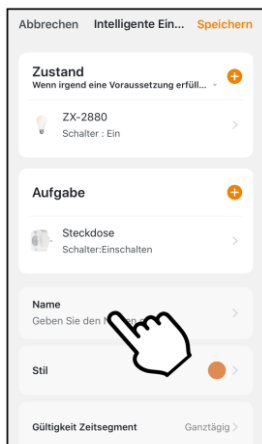 Abbrechen Intelligente Ein... Speichern
Zustand
Wenn irgend eine Voraussetzung erfüll...
ZX-2880
Schalter : Ein
Aufgabe
Steckdose
Schalter:Einschalten
Name
Geben Sie den
Stil
Gültigkeit Zeitsegment Ganztägig